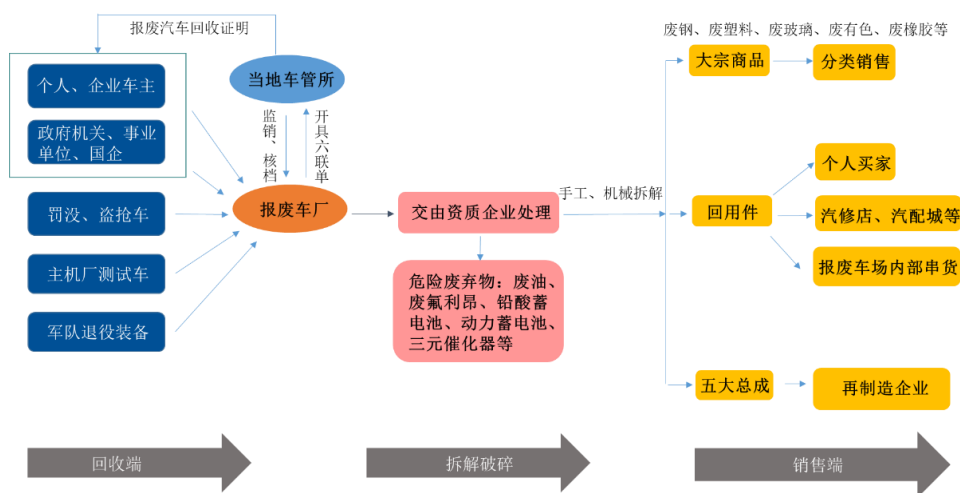 报废汽车回收证明
个人、企业车主
政府机关、事业
单位、国企
罚没、盗抢车
主机厂测试车
军队退役装备
当地车管所
监销、核档
开具六联单
报废车厂
交由资质企业处理
危险废弃物：废油、
废氟利昂、铅酸蓄
电池、动力蓄电池、
三元催化器等
手工、机械拆解
废钢、废塑料、废玻璃、废有色、废橡胶等
大宗商品
分类销售
回用件
个人买家
汽修店、汽配城等
报废车场内部串货
五大总成
再制造企业
回收端
拆解破碎
销售端